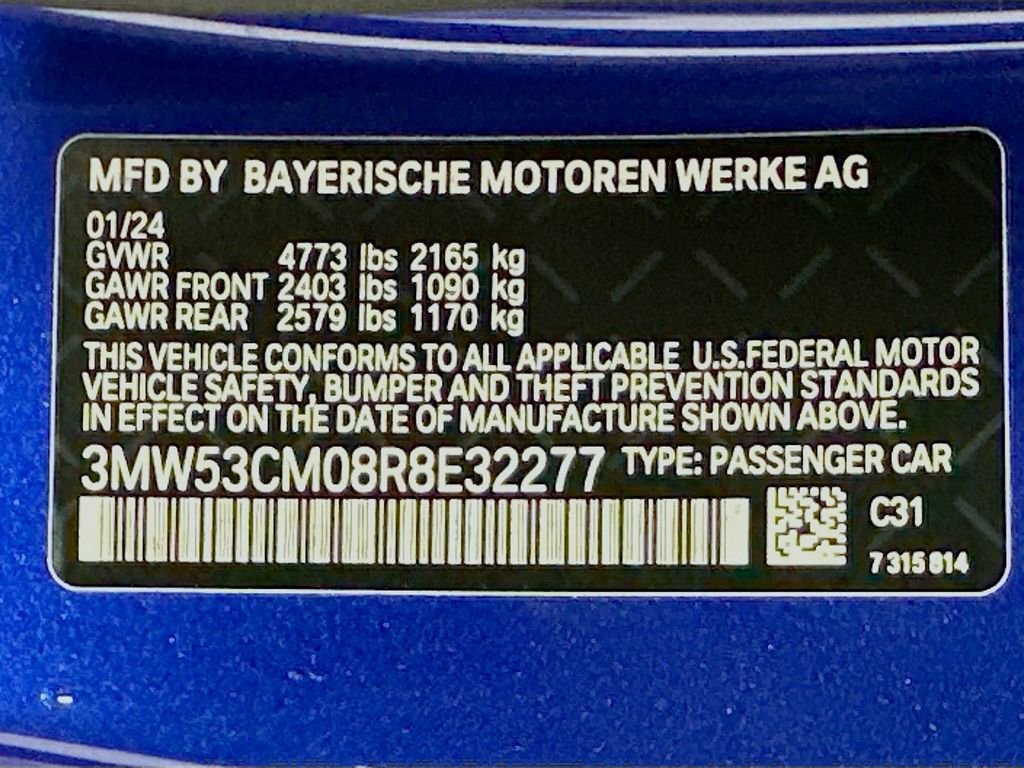 MFD BY BAYERISCHE MOTOREN WERKE AG
01/24
GVWR 4773 lbs 2165 kg
GAWR FRONT 2403 lbs 1090 kg
GAWR REAR 2579 lbs 1170 kg
THIS VEHICLE CONFORMS TO ALL APPLICABLE U.S.FEDERAL MOTOR
VEHICLE SAFETY, BUMPER AND THEFT PREVENTION STANDARDS
IN EFFECT ON THE DATE OF MANUFACTURE SHOWN ABOVE.
3MW53CM08R8E32277 TYPE: PASSENGER CAR
C31
7 315 814